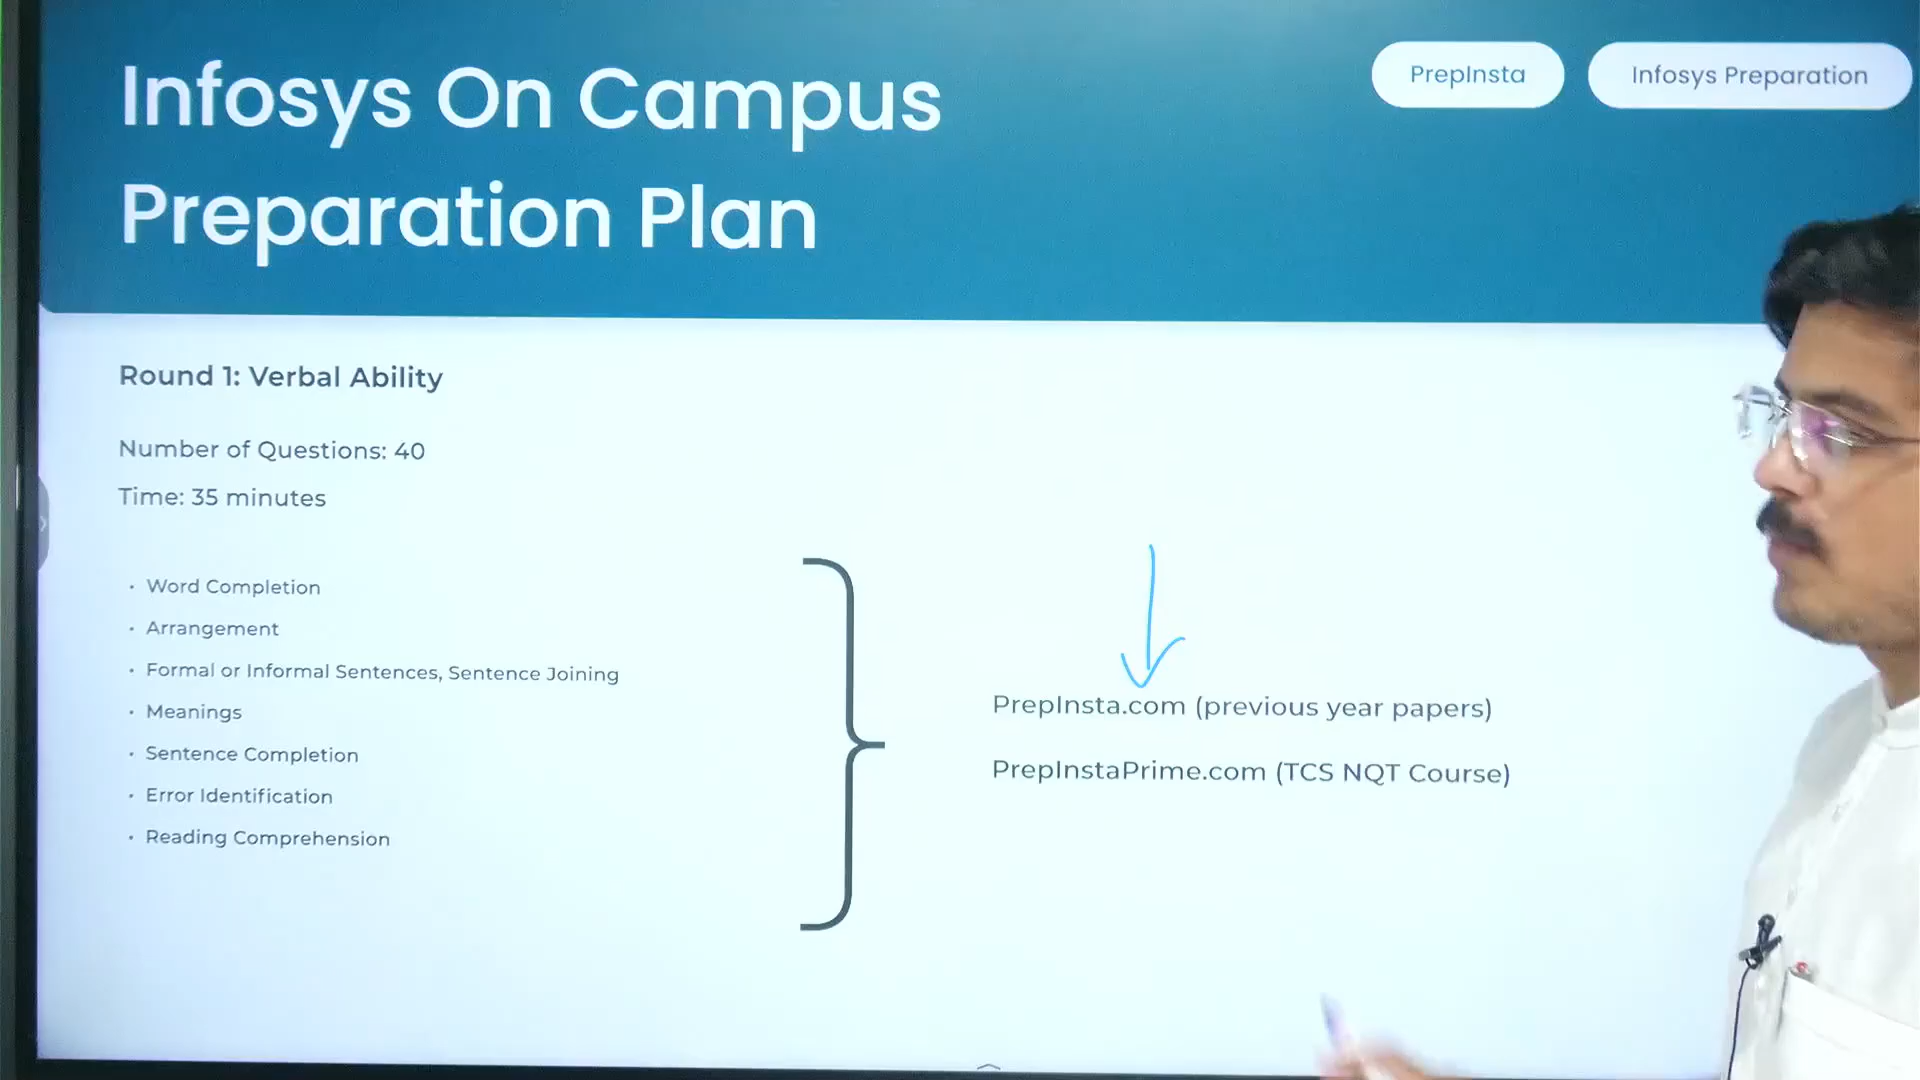 Infosys On Campus
Preparation Plan
PrepInsta
Infosys Preparation
Round 1: Verbal Ability
Number of Questions: 40
Time: 35 minutes
• Word Completion
• Arrangement
• Formal or Informal Sentences, Sentence Joining
• Meanings
• Sentence Completion
• Error Identification
• Reading Comprehension
PrepInsta.com (previous year papers)
PrepInstaPrime.com (TCS NQT Course)